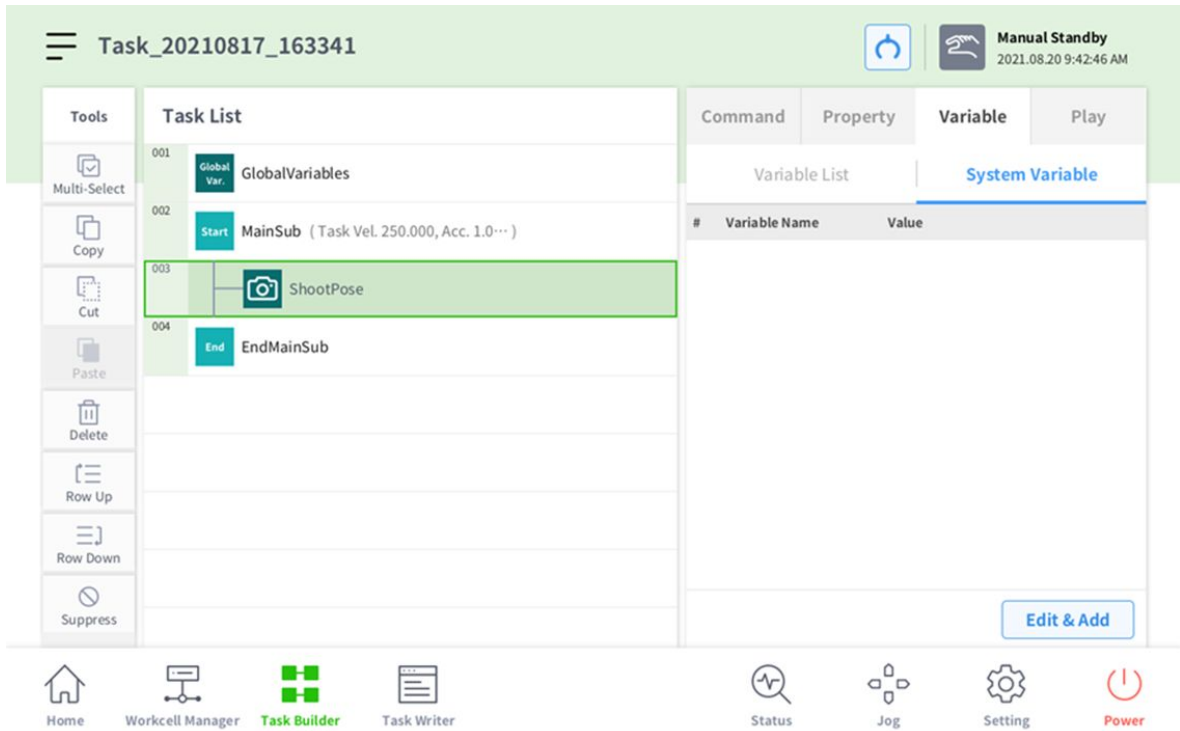 Task_20210817_163341
Manual Standby
2021.08.20 9:42:46 AM
Tools
Multi-Select
Copy
Cut
Paste
Delete
Row Up
Row Down
Suppress
Task List
001
Global Var.
GlobalVariables
002
Start
MainSub ( Task Vel. 250.000, Acc. 1.0··· )
003
ShootPose
004
End
EndMainSub
Command Property Variable Play
Variable List System Variable
# Variable Name Value
Edit & Add
Home Workcell Manager Task Builder Task Writer Status Jog Setting Power